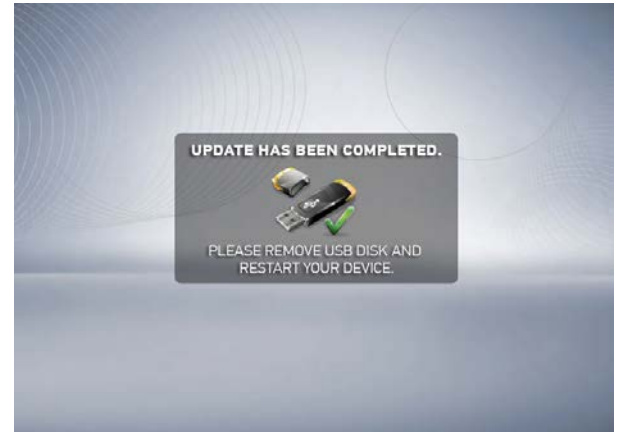 UPDATE HAS BEEN COMPLETED.
PLEASE REMOVE USB DISK AND
RESTART YOUR DEVICE.